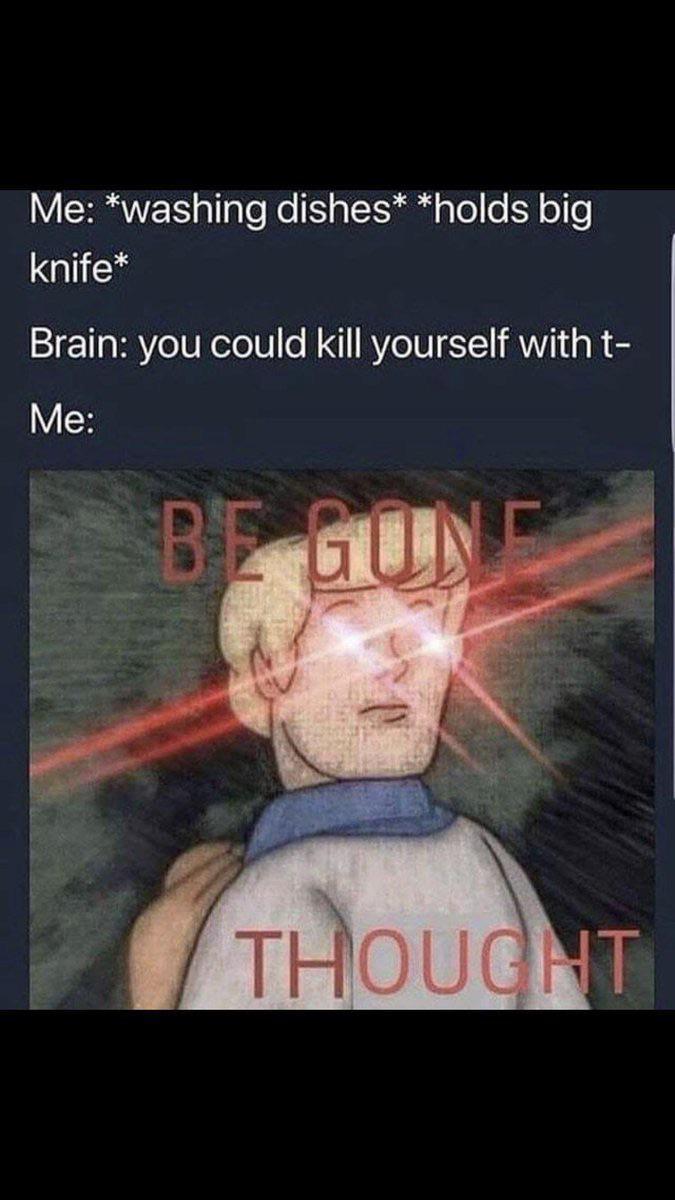 Me: *washing dishes* *holds big
knife*
Brain: you could kill yourself with t-
Me:
BE GONE
THOUGHT